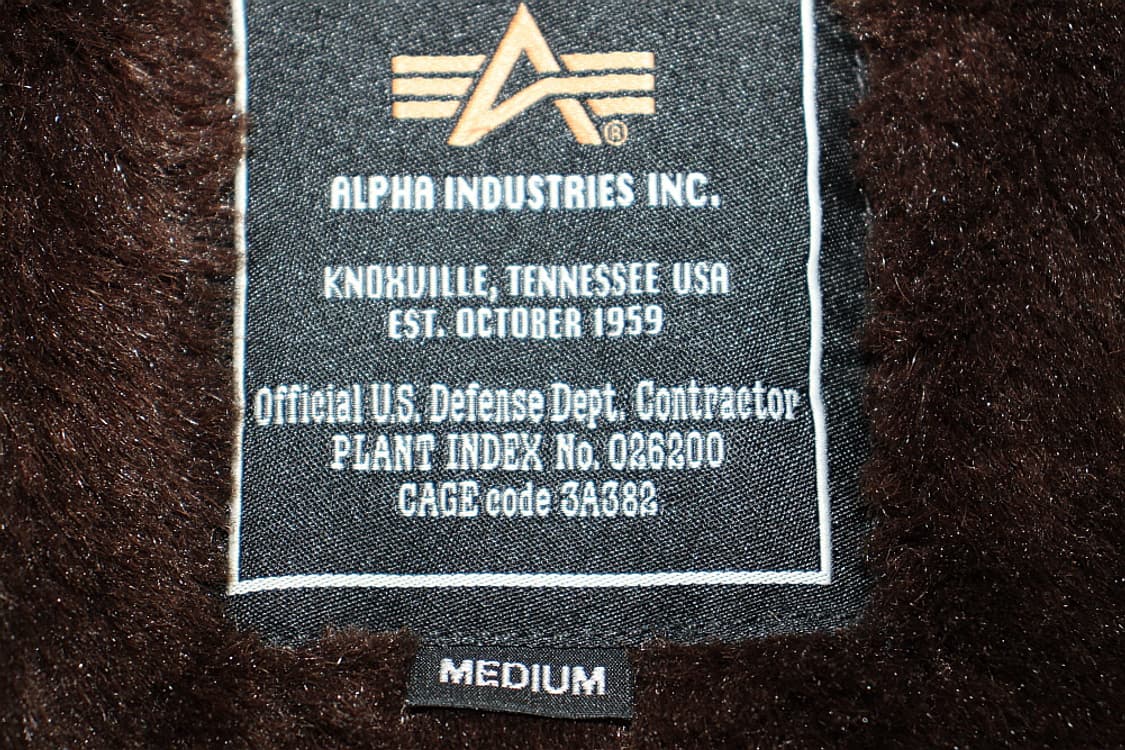 ®
ALPHA INDUSTRIES INC.
KNOXVILLE, TENNESSEE USA
EST. OCTOBER 1959
Official U.S. Defense Dept. Contractor
PLANT INDEX No. 026200
CAGE code 3A382
MEDIUM